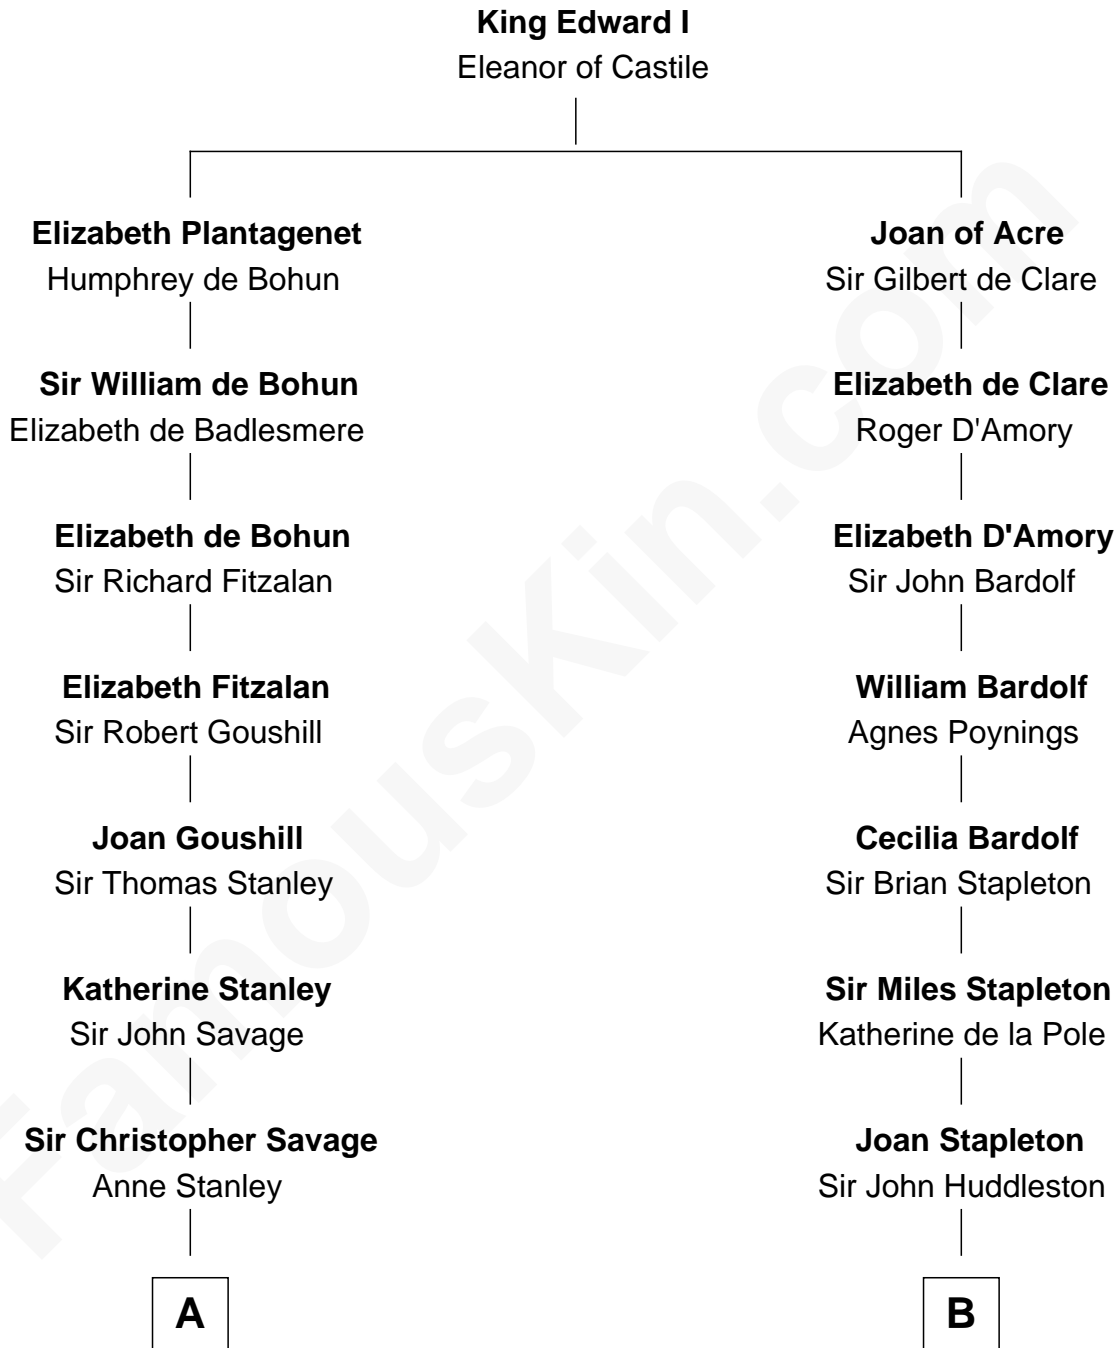 King Edward I
Eleanor of Castile
Elizabeth Plantagenet
Humphrey de Bohun
Joan of Acre
Sir Gilbert de Clare
Sir William de Bohun
Elizabeth de Badlesmere
Elizabeth de Clare
Roger D'Amory
Elizabeth de Bohun
Sir Richard Fitzalan
Elizabeth D'Amory
Sir John Bardolf
Elizabeth Fitzalan
Sir Robert Goushill
William Bardolf
Agnes Poynings
Joan Goushill
Sir Thomas Stanley
Cecilia Bardolf
Sir Brian Stapleton
Katherine Stanley
Sir John Savage
Sir Miles Stapleton
Katherine de la Pole
Sir Christopher Savage
Anne Stanley
Joan Stapleton
Sir John Huddleston
A
B
FamousKin.com